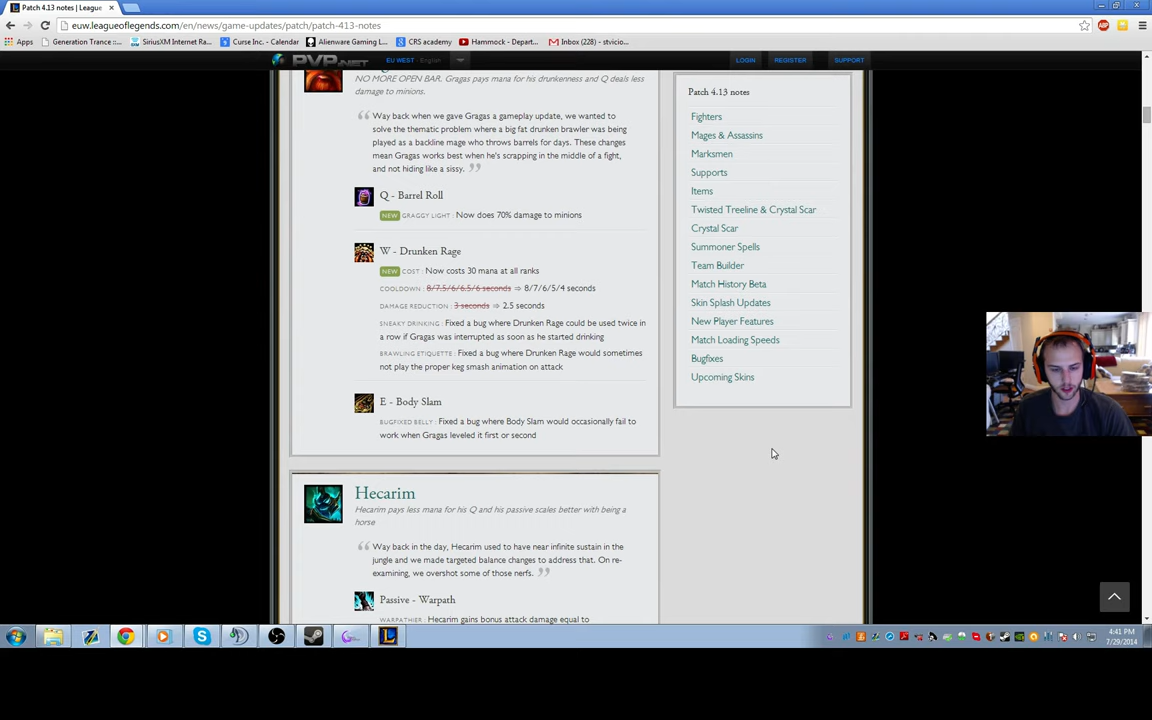 Patch 4.13 notes | League
euw.leagueoflegends.com/en/news/game-updates/patch/patch-413-notes
Apps Generation Trance ::... SiriusXM Internet Ra... Curse Inc. - Calendar Alienware Gaming L... CRS academy Hammock - Depart... Inbox (228) - stvicio...
PVP.NET EU WEST English LOGIN REGISTER SUPPORT
NO MORE OPEN BAR. Gragas pays mana for his drunkenness and Q deals less
damage to minions.
Way back when we gave Gragas a gameplay update, we wanted to
solve the thematic problem where a big fat drunken brawler was being
played as a backline mage who throws barrels for days. These changes
mean Gragas works best when he's scrapping in the middle of a fight,
and not hiding like a sissy.
Q - Barrel Roll
NEW GRAGGY LIGHT : Now does 70% damage to minions
W - Drunken Rage
NEW COST : Now costs 30 mana at all ranks
COOLDOWN : 8/7.5/6/6.5/6 seconds ⇒ 8/7/6/5/4 seconds
DAMAGE REDUCTION : 3 seconds ⇒ 2.5 seconds
SNEAKY DRINKING : Fixed a bug where Drunken Rage could be used twice in
a row if Gragas was interrupted as soon as he started drinking
BRAWLING ETIQUETTE : Fixed a bug where Drunken Rage would sometimes
not play the proper keg smash animation on attack
E - Body Slam
BUGFIXED BELLY : Fixed a bug where Body Slam would occasionally fail to
work when Gragas leveled it first or second
Hecarim
Hecarim pays less mana for his Q and his passive scales better with being a
horse
Way back in the day, Hecarim used to have near infinite sustain in the
jungle and we made targeted balance changes to address that. On re-
examining, we overshot some of those nerfs.
Passive - Warpath
WARPATHIER : Hecarim gains bonus attack damage equal to
Patch 4.13 notes
Fighters
Mages & Assassins
Marksmen
Supports
Items
Twisted Treeline & Crystal Scar
Crystal Scar
Summoner Spells
Team Builder
Match History Beta
Skin Splash Updates
New Player Features
Match Loading Speeds
Bugfixes
Upcoming Skins
4:41 PM
7/29/2014